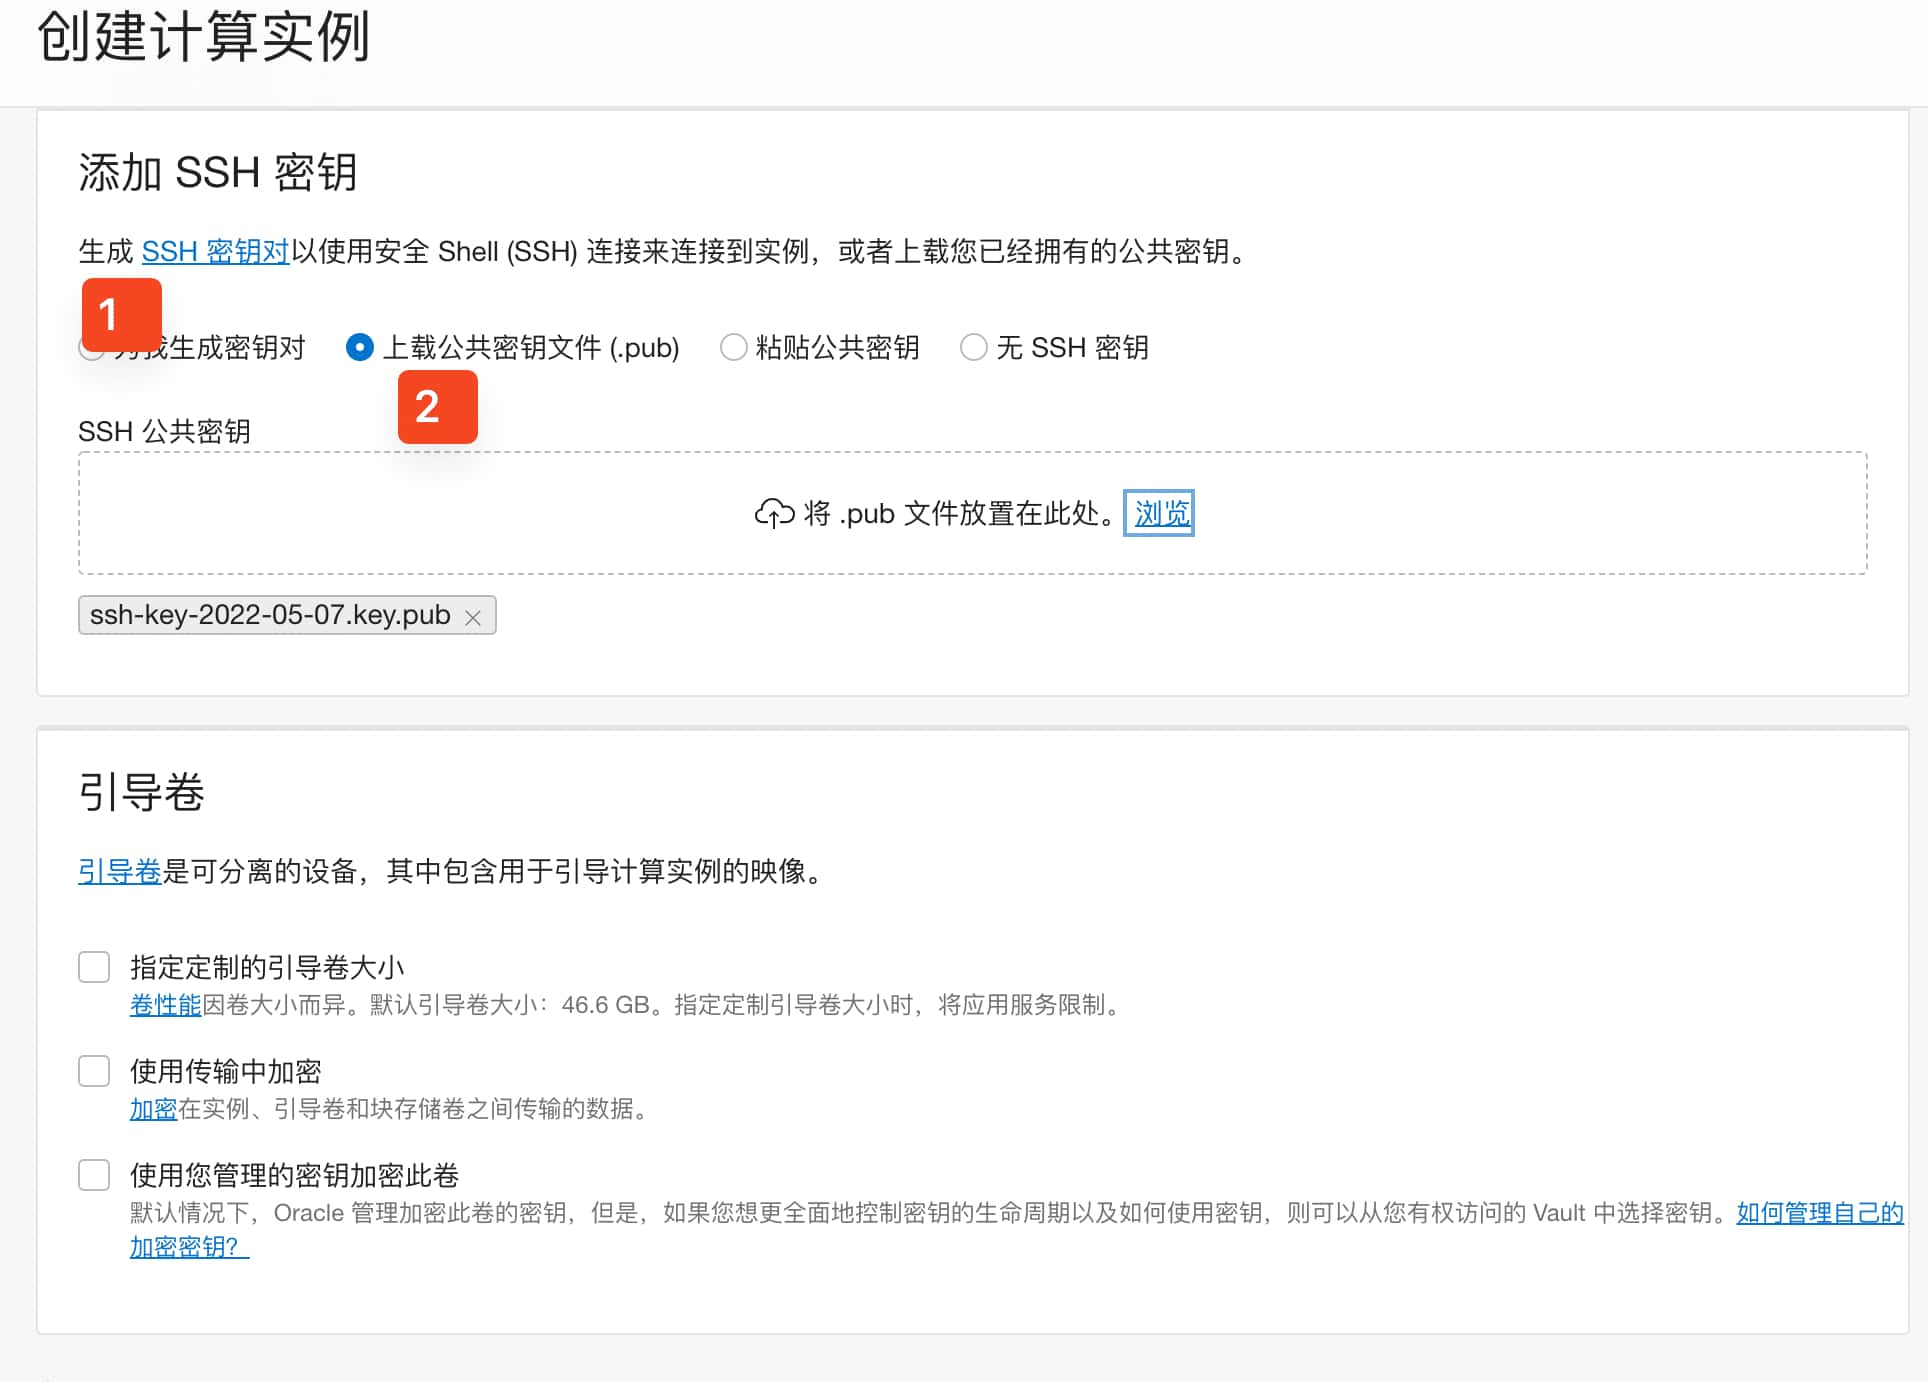 创建计算实例
添加 SSH 密钥
生成 SSH 密钥对以使用安全 Shell (SSH) 连接来连接到实例，或者上载您已经拥有的公共密钥。
1
为我生成密钥对 上载公共密钥文件 (.pub) 粘贴公共密钥 无 SSH 密钥
2
SSH 公共密钥
将 .pub 文件放置在此处。 浏览
ssh-key-2022-05-07.key.pub ×
引导卷
引导卷是可分离的设备，其中包含用于引导计算实例的映像。
指定定制的引导卷大小
卷性能因卷大小而异。默认引导卷大小：46.6 GB。指定定制引导卷大小时，将应用服务限制。
使用传输中加密
加密在实例、引导卷和块存储卷之间传输的数据。
使用您管理的密钥加密此卷
默认情况下，Oracle 管理加密此卷的密钥，但是，如果您想更全面地控制密钥的生命周期以及如何使用密钥，则可以从您有权访问的 Vault 中选择密钥。如何管理自己的
加密密钥？